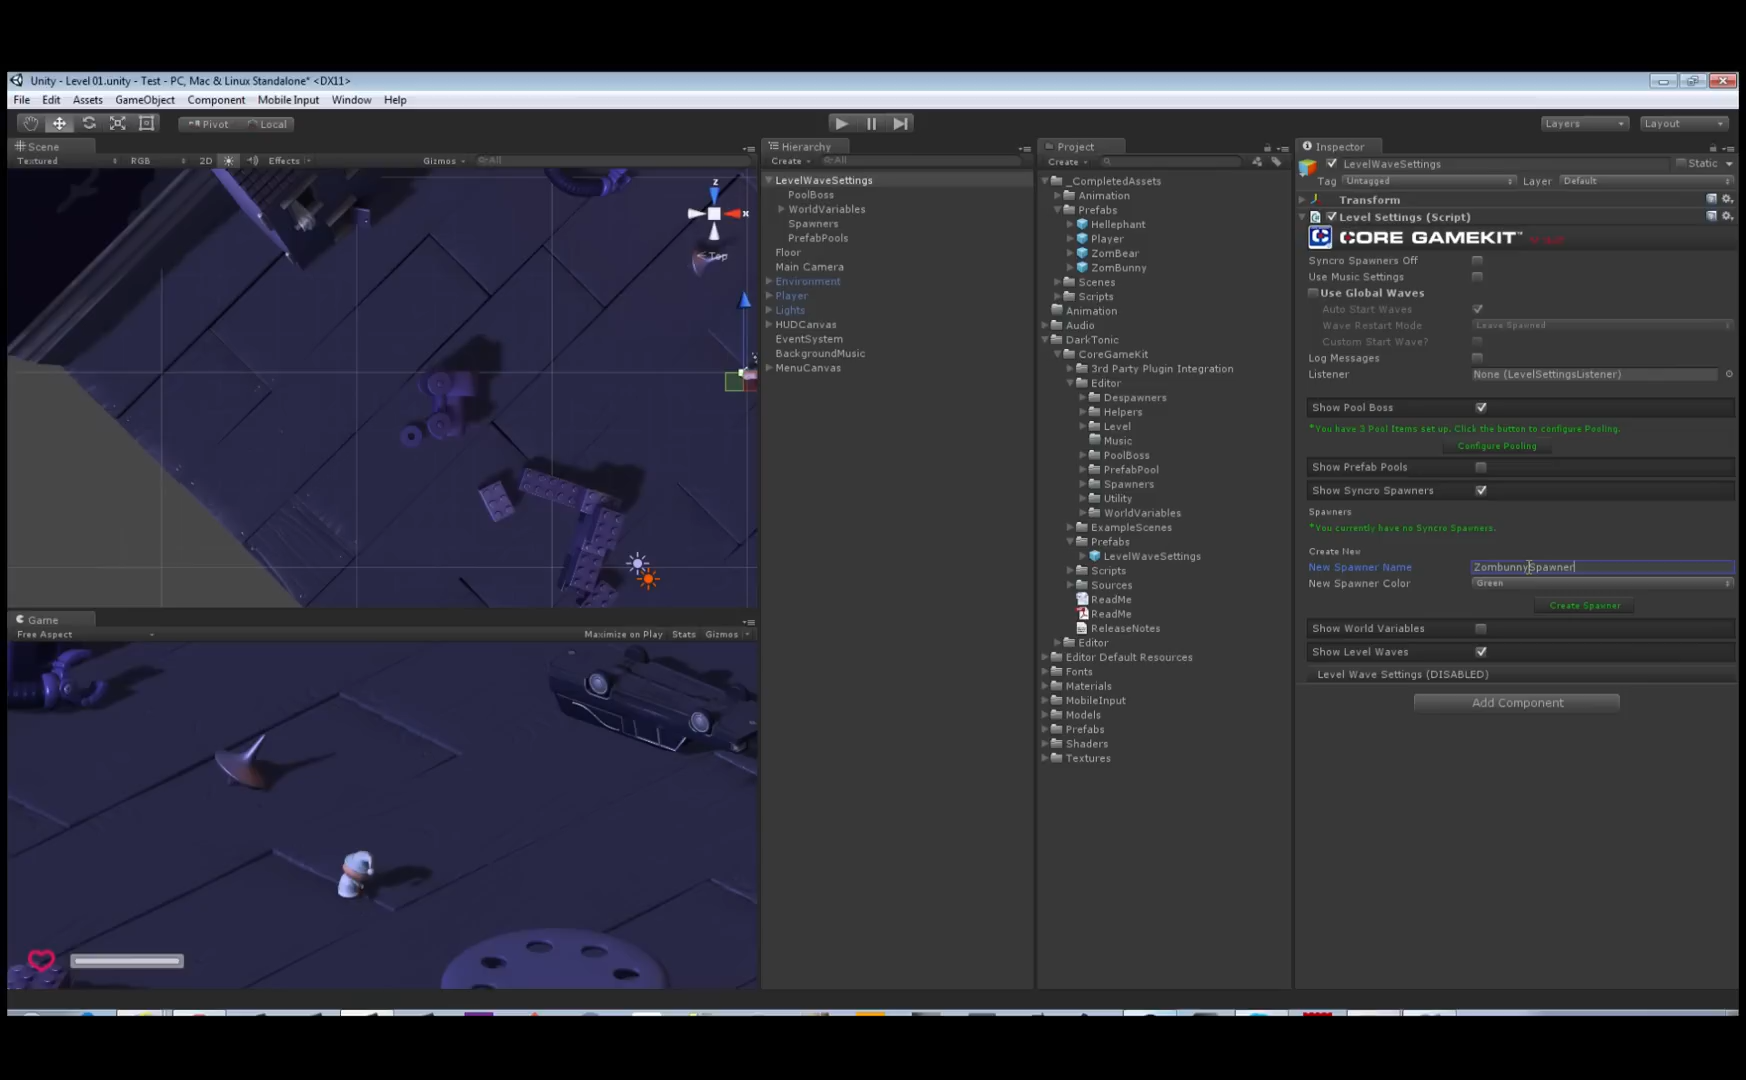 Unity - Level 01.unity - Test - PC, Mac & Linux Standalone* <DX11>
File Edit Assets GameObject Component Mobile Input Window Help
Pivot Local
Layers Layout
Scene
Textured RGB 2D Effects Gizmos All
z
x
Top
Game
Free Aspect Maximize on Play Stats Gizmos
Hierarchy
Create All
LevelWaveSettings
PoolBoss
WorldVariables
Spawners
PrefabPools
Floor
Main Camera
Environment
Player
Lights
HUDCanvas
EventSystem
BackgroundMusic
MenuCanvas
Project
Create
_CompletedAssets
Animation
Prefabs
Hellephant
Player
ZomBear
ZomBunny
Scenes
Scripts
Animation
Audio
DarkTonic
CoreGameKit
3rd Party Plugin Integration
Editor
Despawners
Helpers
Level
Music
PoolBoss
PrefabPool
Spawners
Utility
WorldVariables
ExampleScenes
Prefabs
LevelWaveSettings
Scripts
Sources
ReadMe
ReadMe
ReleaseNotes
Editor
Editor Default Resources
Fonts
Materials
MobileInput
Models
Prefabs
Shaders
Textures
Inspector
LevelWaveSettings Static
Tag Untagged Layer Default
Transform
Level Settings (Script)
CORE GAMEKIT
Syncro Spawners Off
Use Music Settings
Use Global Waves
Auto Start Waves
Wave Restart Mode Leave Spawned
Custom Start Wave?
Log Messages
Listener None (LevelSettingsListener)
Show Pool Boss
*You have 3 Pool Items set up. Click the button to configure Pooling.
Configure Pooling
Show Prefab Pools
Show Syncro Spawners
Spawners
*You currently have no Syncro Spawners.
Create New
New Spawner Name ZombunnySpawner
New Spawner Color Green
Create Spawner
Show World Variables
Show Level Waves
Level Wave Settings (DISABLED)
Add Component